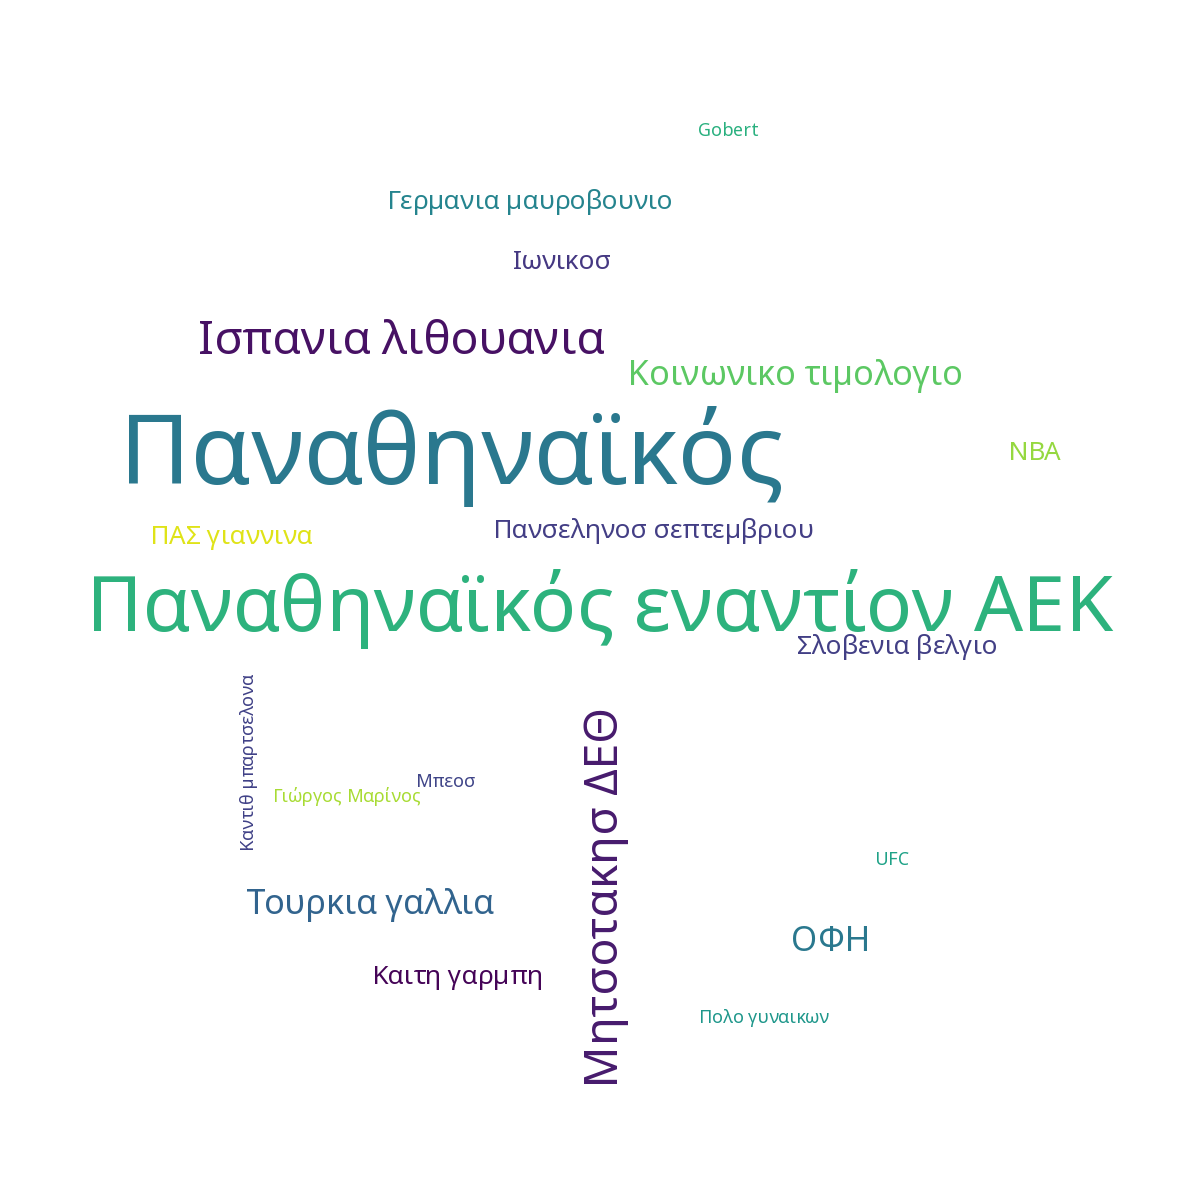 Gobert
Γερμανια μαυροβουνιο
Ιωνικοσ
Ισπανια λιθουανια
Κοινωνικο τιμολογιο
Παναθηναϊκός
NBA
ΠΑΣ γιαννινα
Πανσεληνοσ σεπτεμβριου
Παναθηναϊκός εναντίον ΑΕΚ
Σλοβενια βελγιο
Καντιθ μπαρτσελονα
Μπεοσ
Γιώργος Μαρίνος
Μητσοτακησ ΔΕΘ
UFC
Τουρκια γαλλια
ΟΦΗ
Καιτη γαρμπη
Πολο γυναικων